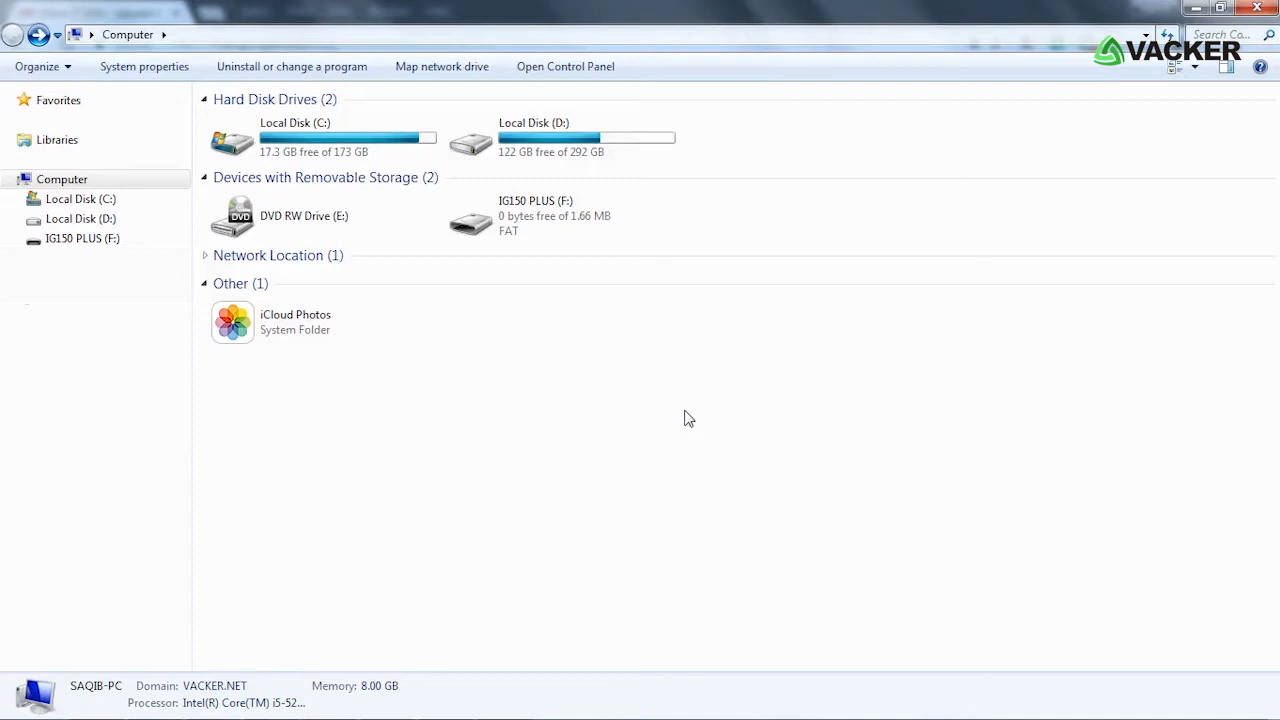 Computer
Search Co...
VACKER
Organize
System properties
Uninstall or change a program
Map network drive
Open Control Panel
Favorites
Libraries
Computer
Local Disk (C:)
Local Disk (D:)
IG150 PLUS (F:)
Hard Disk Drives (2)
Local Disk (C:)
17.3 GB free of 173 GB
Local Disk (D:)
122 GB free of 292 GB
Devices with Removable Storage (2)
DVD
DVD RW Drive (E:)
IG150 PLUS (F:)
0 bytes free of 1.66 MB
FAT
Network Location (1)
Other (1)
iCloud Photos
System Folder
SAQIB-PC
Domain: VACKER.NET
Memory: 8.00 GB
Processor: Intel(R) Core(TM) i5-52...